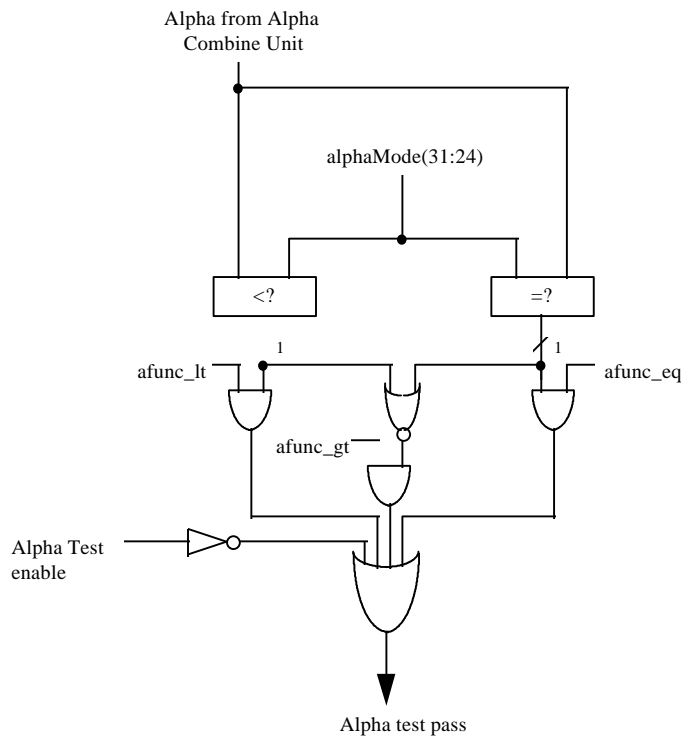 Alpha from Alpha
Combine Unit
alphaMode(31:24)
<?
=?
1
1
afunc_lt
afunc_eq
afunc_gt
Alpha Test
enable
Alpha test pass